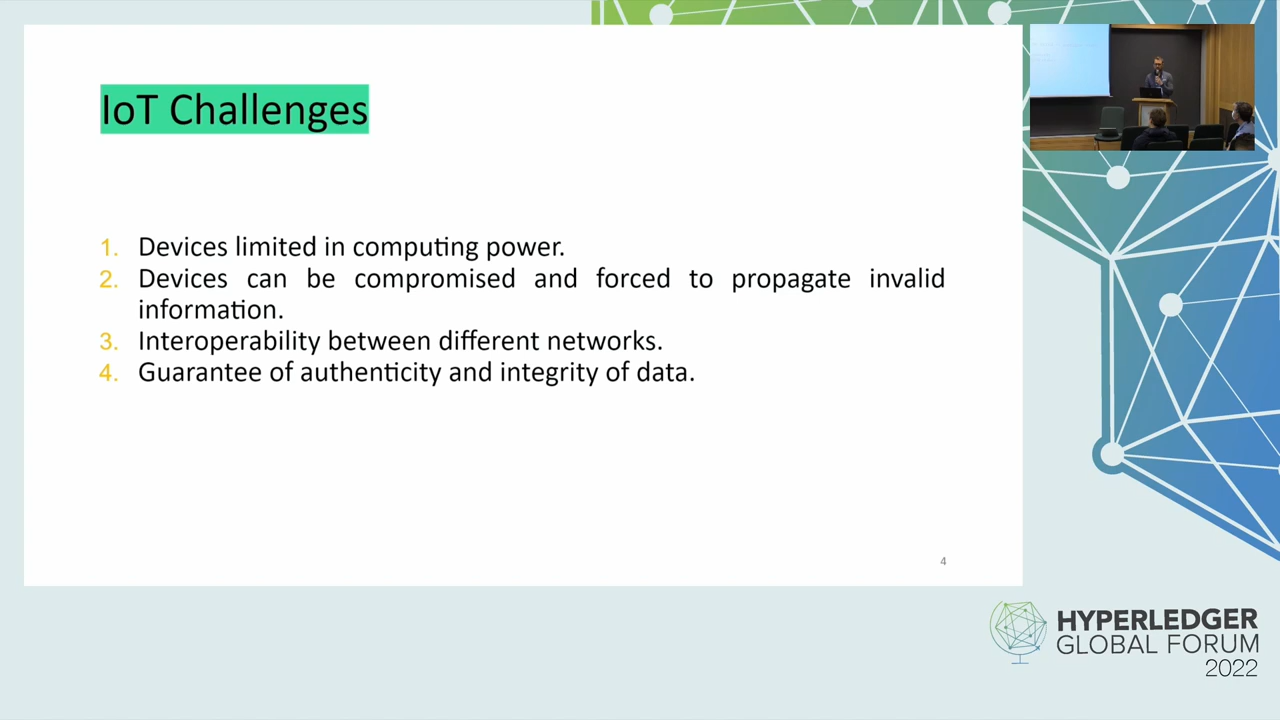 IoT Challenges
1. Devices limited in computing power.
2. Devices can be compromised and forced to propagate invalid
information.
3. Interoperability between different networks.
4. Guarantee of authenticity and integrity of data.
4
HYPERLEDGER
GLOBAL FORUM
2022